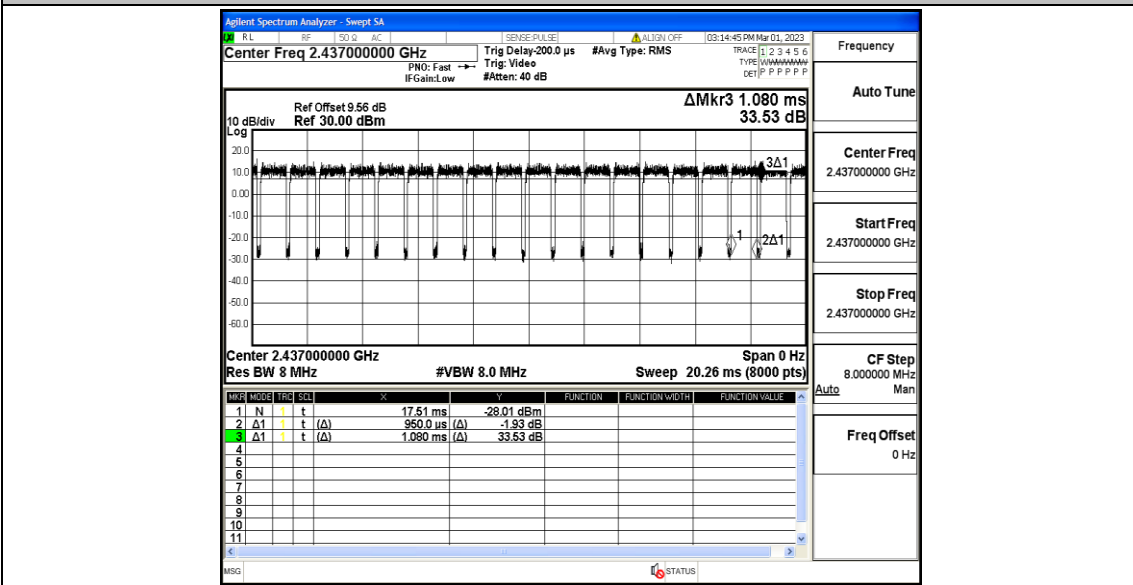 Agilent Spectrum Analyzer - Swept SA
RL RF 50 Ω AC SENSE:PULSE ALIGN OFF 03:14:45 PM Mar 01, 2023
Center Freq 2.437000000 GHz
PNO: Fast
IFGain:Low
Trig Delay-200.0 µs
Trig: Video
#Atten: 40 dB
#Avg Type: RMS
TRACE 1 2 3 4 5 6
TYPE
DET P P P P P P
ΔMkr3 1.080 ms
33.53 dB
Ref Offset 9.56 dB
10 dB/div Ref 30.00 dBm
Log
20.0
10.0
0.00
-10.0
-20.0
-30.0
-40.0
-50.0
-60.0
3Δ1
1
2Δ1
Center 2.437000000 GHz Span 0 Hz
Res BW 8 MHz #VBW 8.0 MHz Sweep 20.26 ms (8000 pts)
MKR MODE TRC SCL X Y FUNCTION FUNCTION WIDTH FUNCTION VALUE
1 N 1 t 17.51 ms -28.01 dBm
2 Δ1 1 t (Δ) 950.0 µs (Δ) -1.93 dB
3 Δ1 1 t (Δ) 1.080 ms (Δ) 33.53 dB
4
5
6
7
8
9
10
11
MSG STATUS
Frequency
Auto Tune
Center Freq
2.437000000 GHz
Start Freq
2.437000000 GHz
Stop Freq
2.437000000 GHz
CF Step
8.000000 MHz
Auto Man
Freq Offset
0 Hz